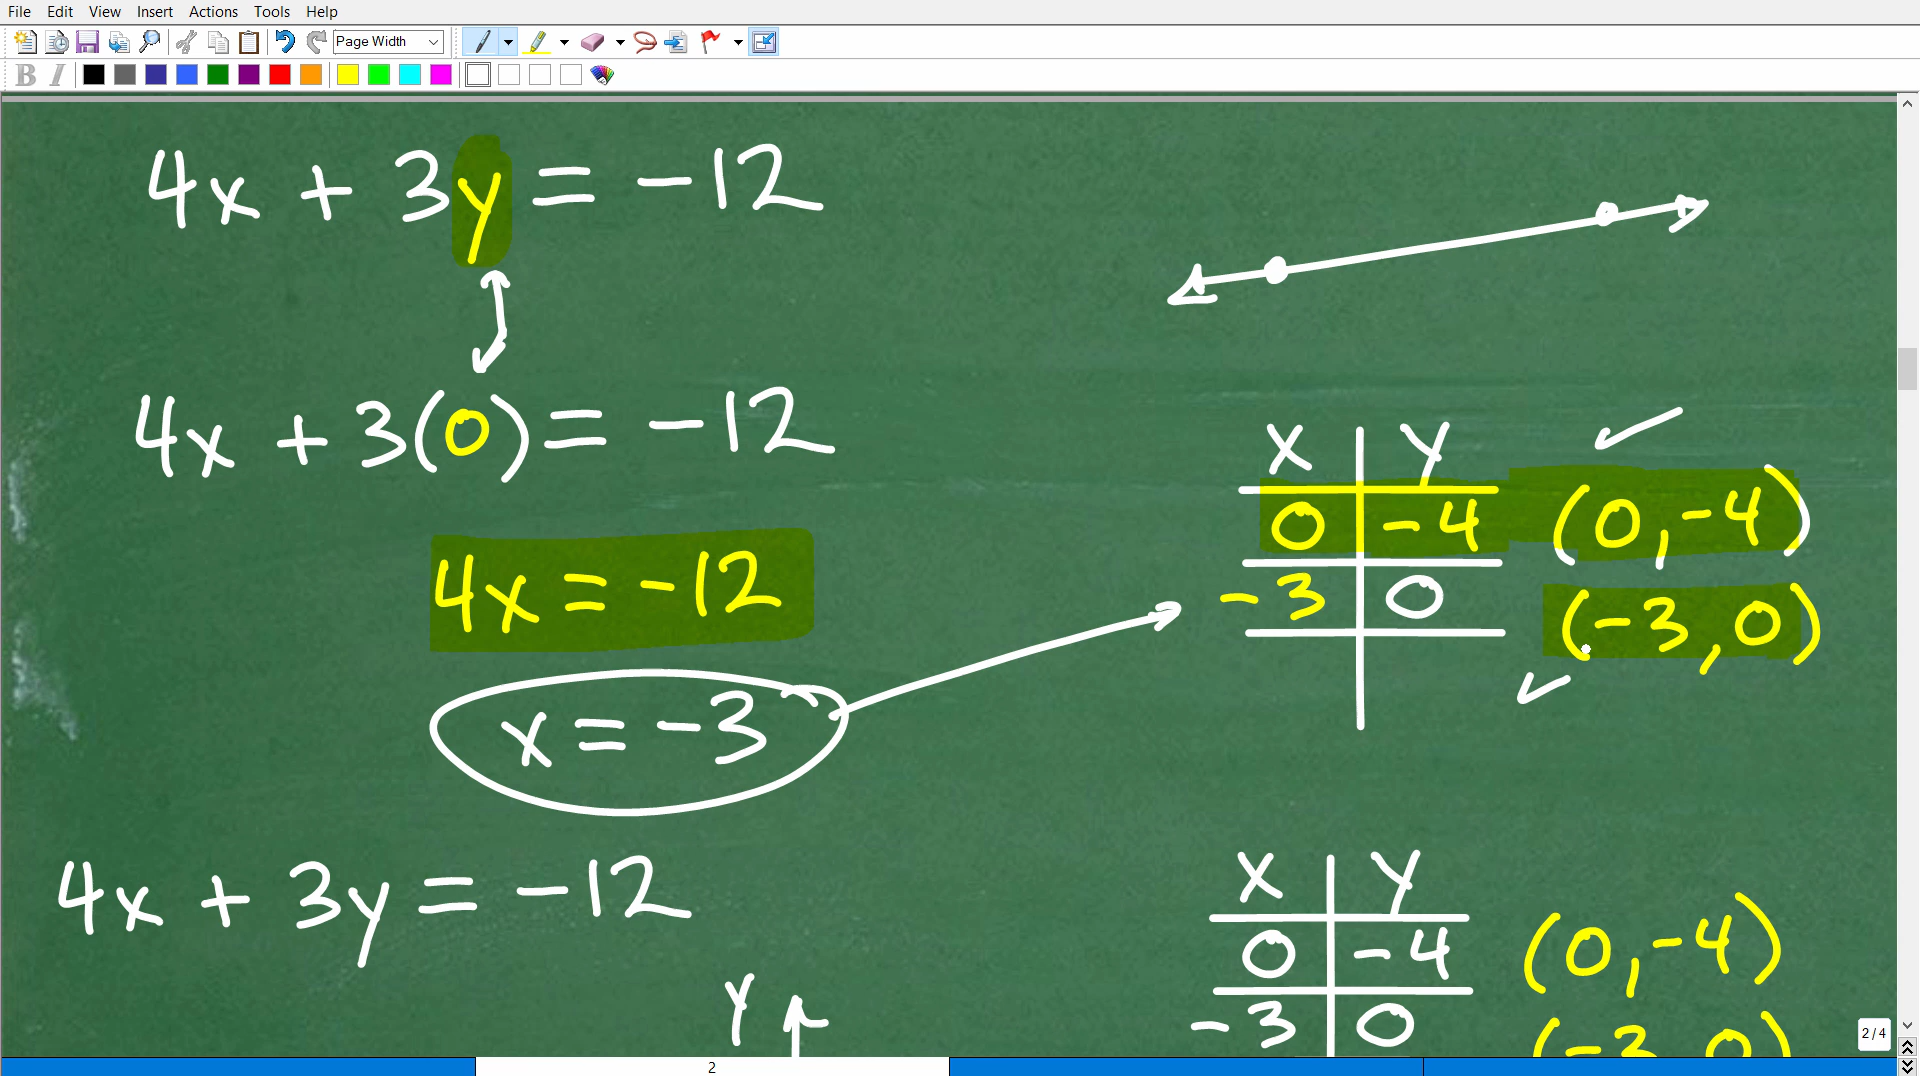 File Edit View Insert Actions Tools Help
Page Width
B I
4x + 3y = -12
4x + 3(0) = -12
4x = -12
x = -3
X Y
0 -4 (0, -4)
-3 0 (-3, 0)
4x + 3y = -12
Y
X Y
0 -4 (0, -4)
-3 0 (-3, 0)
2 / 4
2